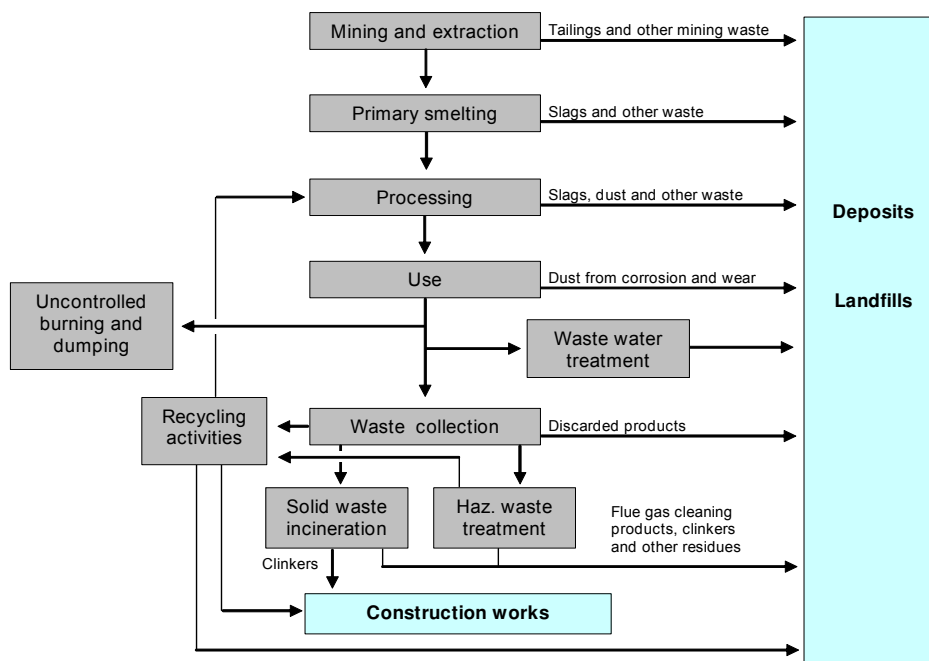 Mining and extraction
Tailings and other mining waste
Primary smelting
Slags and other waste
Processing
Slags, dust and other waste
Deposits
Use
Dust from corrosion and wear
Landfills
Uncontrolled
burning and
dumping
Waste water
treatment
Recycling
activities
Waste collection
Discarded products
Solid waste
incineration
Haz. waste
treatment
Flue gas cleaning
products, clinkers
and other residues
Clinkers
Construction works